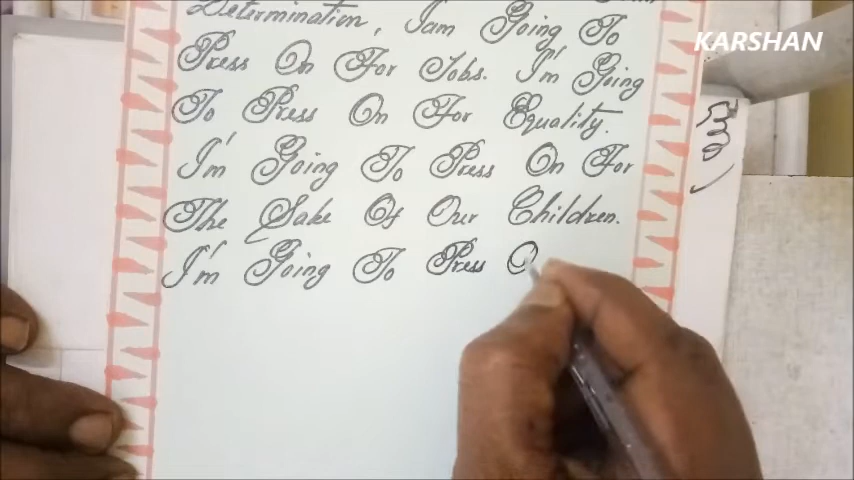 Determination, I am Going To
Press On For Jobs. I'm Going
To Press On For Equality.
I'm Going To Press On For
The Sake Of Our Children.
I'm Going To Press O
KARSHAN